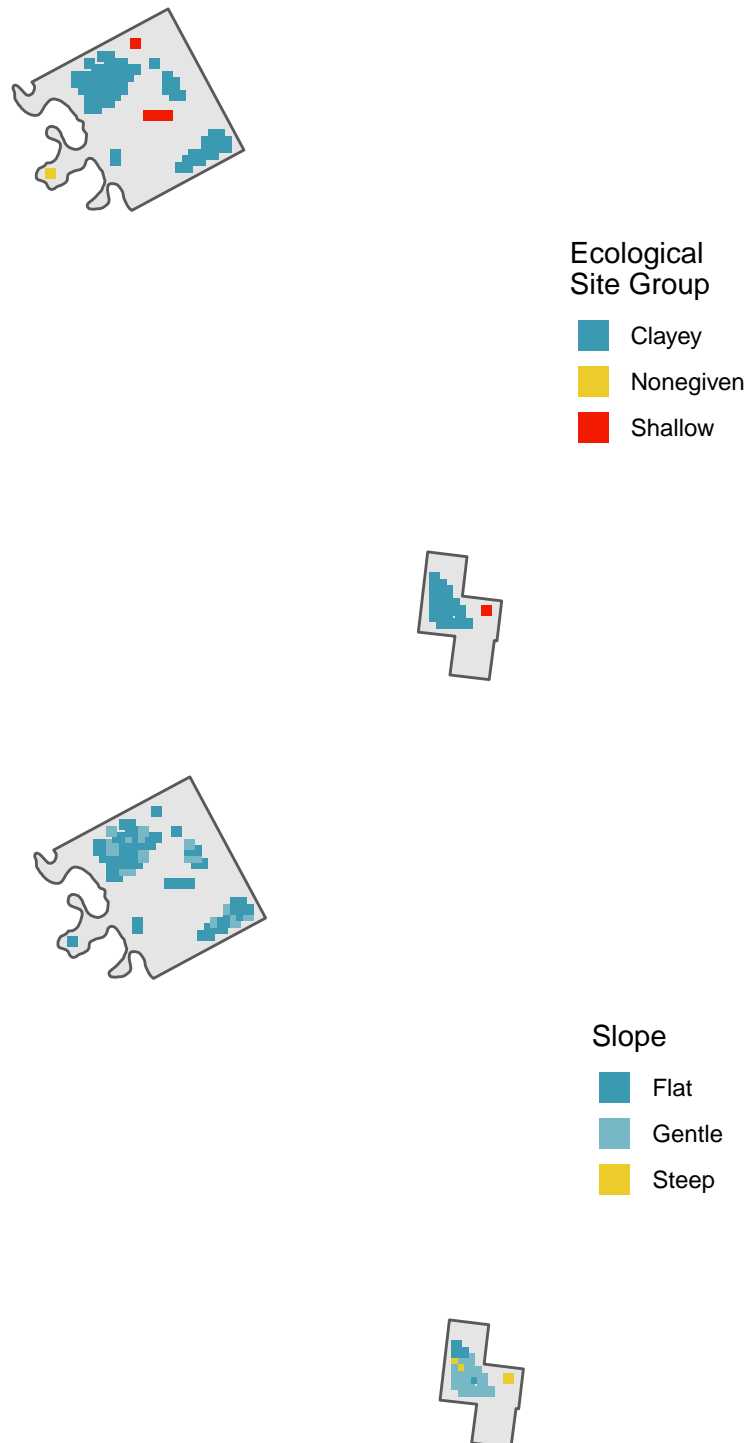 Ecological
Site Group
Clayey
Nonegiven
Shallow
Slope
Flat
Gentle
Steep